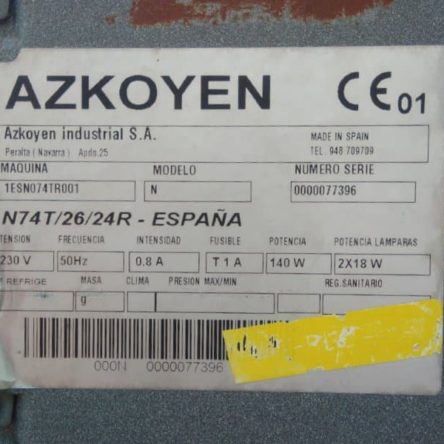 AZKOYEN CE 01
Azkoyen industrial S.A. MADE IN SPAIN
Peralta ( Navarra ) Apdo.25 TEL. 948 709709
MAQUINA MODELO NUMERO SERIE
1ESN074TR001 N 0000077396
N74T/26/24R - ESPAÑA
TENSION FRECUENCIA INTENSIDAD FUSIBLE POTENCIA POTENCIA LAMPARAS
230 V 50Hz 0.8 A T 1 A 140 W 2X18 W
REFRIGE MASA CLIMA PRESION MAX/MIN REG.SANITARIO
g
000N 0000077396